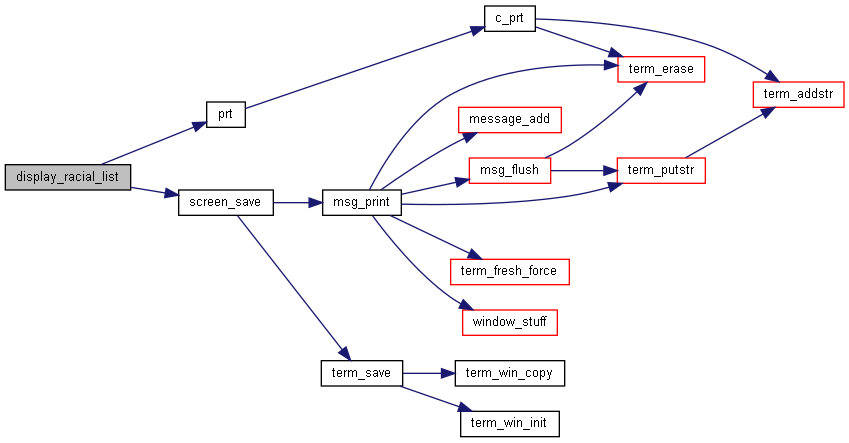 c_prt
term_erase
term_addstr
prt
message_add
msg_flush
term_putstr
display_racial_list
screen_save
msg_print
term_fresh_force
window_stuff
term_save
term_win_copy
term_win_init